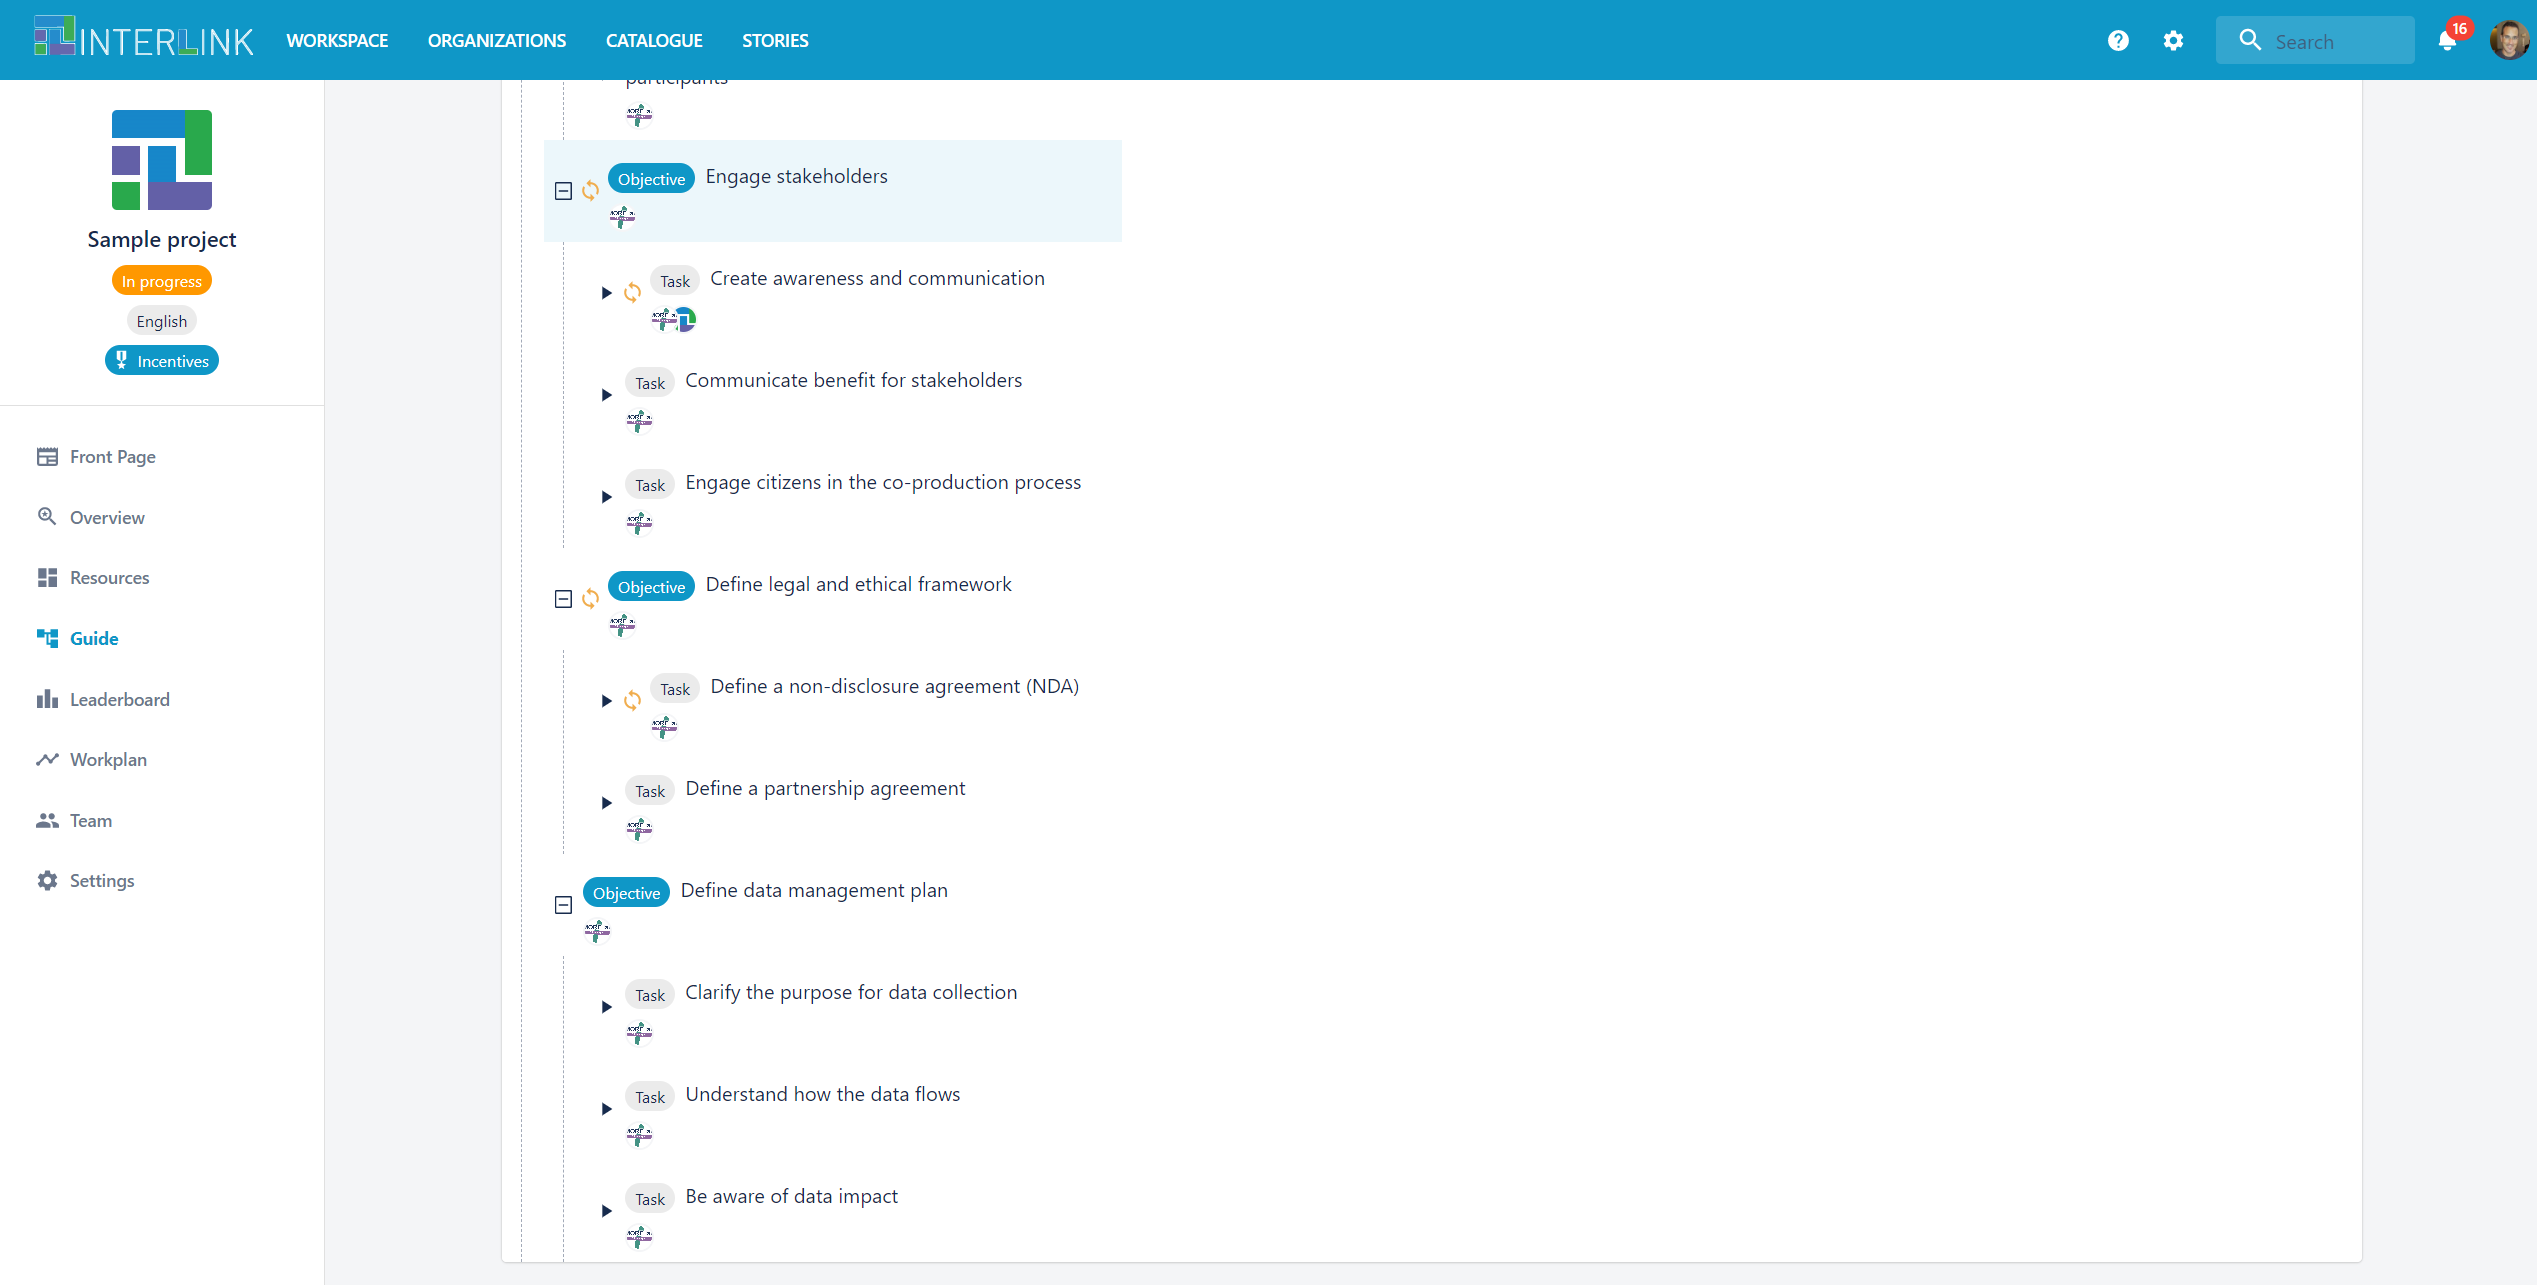 INTERLINK WORKSPACE ORGANIZATIONS CATALOGUE STORIES Search 16
participants
Objective Engage stakeholders
Sample project
Task Create awareness and communication
In progress
English
Incentives
Task Communicate benefit for stakeholders
Front Page
Task Engage citizens in the co-production process
Overview
Resources
Objective Define legal and ethical framework
Guide
Task Define a non-disclosure agreement (NDA)
Leaderboard
Workplan
Task Define a partnership agreement
Team
Settings
Objective Define data management plan
Task Clarify the purpose for data collection
Task Understand how the data flows
Task Be aware of data impact